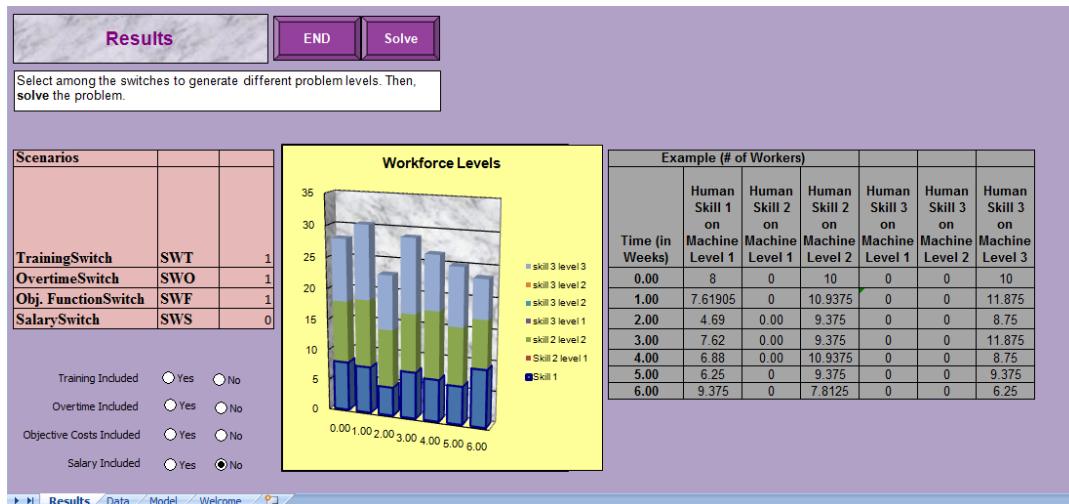 Results
END
Solve
Select among the switches to generate different problem levels. Then,
solve the problem.
Scenarios
TrainingSwitch SWT 1
OvertimeSwitch SWO 1
Obj. FunctionSwitch SWF 1
SalarySwitch SWS 0
Training Included Yes No
Overtime Included Yes No
Objective Costs Included Yes No
Salary Included Yes No
Workforce Levels
35
30
25
20
15
10
5
0
0.00 1.00 2.00 3.00 4.00 5.00 6.00
skill 3 level 3
skill 3 level 2
skill 3 level 2
skill 3 level 1
skill 2 level 2
Skill 2 level 1
Skill 1
Example (# of Workers)
Human Human Human Human Human Human
Skill 1 Skill 2 Skill 2 Skill 3 Skill 3 Skill 3
on on on on on on
Time (in Machine Machine Machine Machine Machine Machine
Weeks) Level 1 Level 1 Level 2 Level 1 Level 2 Level 3
0.00 8 0 10 0 0 10
1.00 7.61905 0 10.9375 0 0 11.875
2.00 4.69 0.00 9.375 0 0 8.75
3.00 7.62 0.00 9.375 0 0 11.875
4.00 6.88 0.00 10.9375 0 0 8.75
5.00 6.25 0 9.375 0 0 9.375
6.00 9.375 0 7.8125 0 0 6.25
Results Data Model Welcome